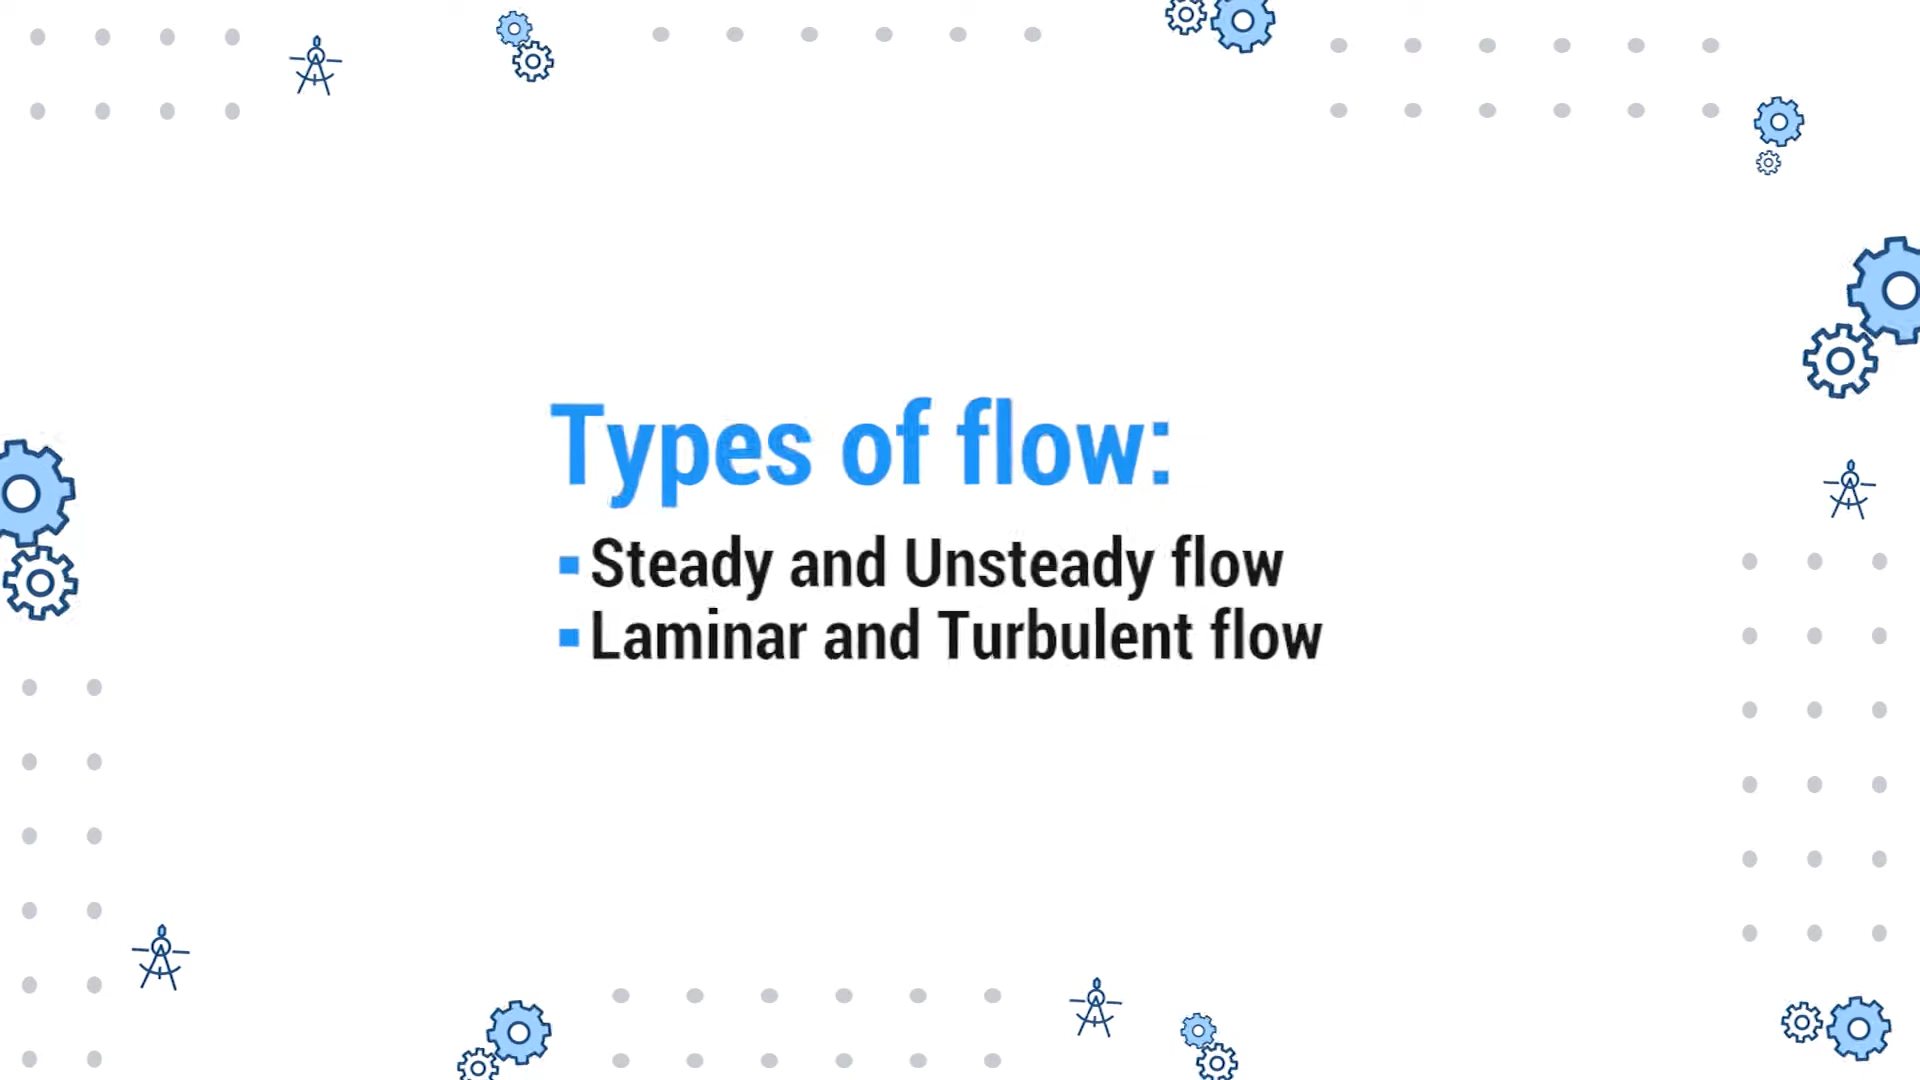 Types of flow:
▪Steady and Unsteady flow
▪Laminar and Turbulent flow